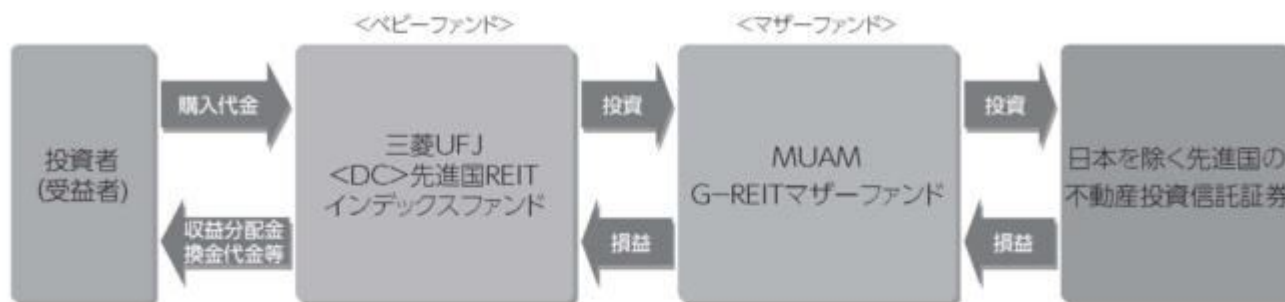 <ベビーファンド>
<マザーファンド>
投資者
(受益者)
購入代金
収益分配金
換金代金等
三菱UFJ
<DC>先進国REIT
インデックスファンド
投資
損益
MUAM
G-REITマザーファンド
投資
損益
日本を除く先進国の
不動産投資信託証券